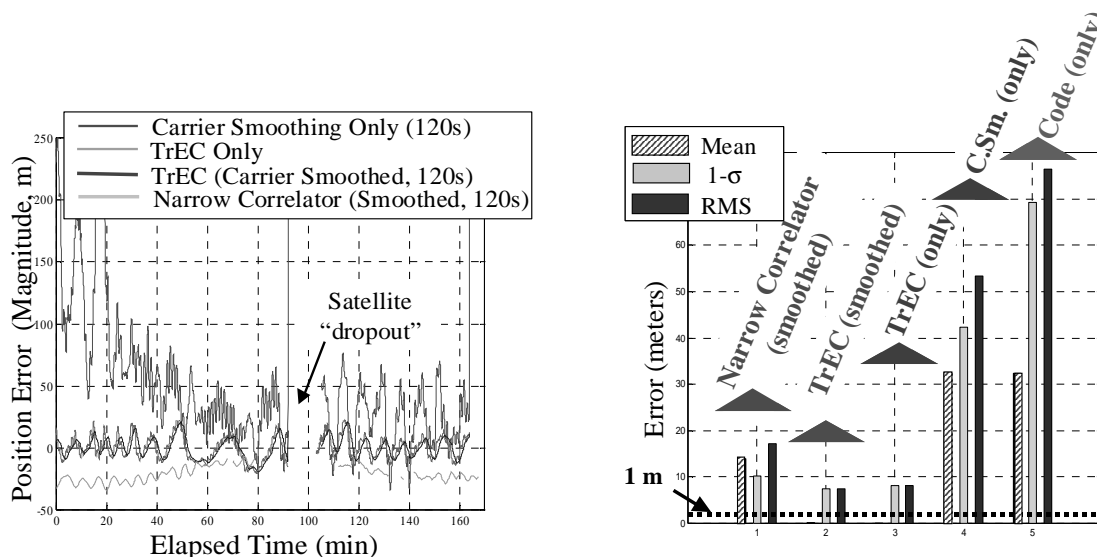 250
200
150
100
50
0
-50
0
20
40
60
80
100
120
140
160
Position Error (Magnitude, m)
Elapsed Time (min)
Carrier Smoothing Only (120s)
TrEC Only
TrEC (Carrier Smoothed, 120s)
Narrow Correlator (Smoothed, 120s)
Satellite
“dropout”
Mean
1-σ
RMS
Narrow Correlator
(smoothed)
TrEC (smoothed)
TrEC (only)
C.Sm. (only)
Code (only)
Error (meters)
60
50
40
30
20
10
0
1 m
1
2
3
4
5